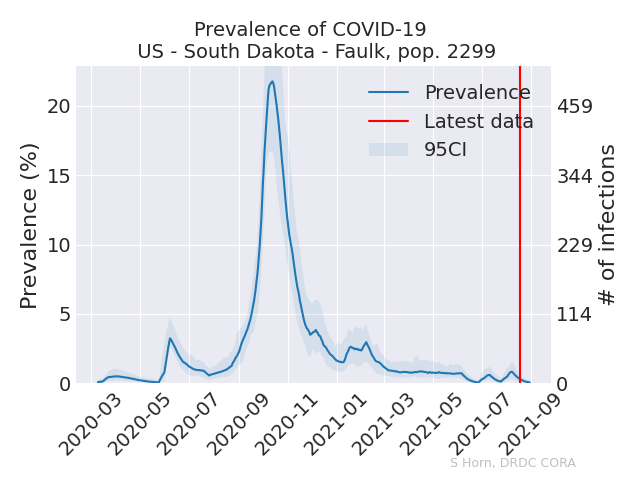 Prevalence of COVID-19
US - South Dakota - Faulk, pop. 2299
Prevalence (%)
20
15
10
5
0
Prevalence
Latest data
95CI
459
344
229
114
0
# of infections
2020-03
2020-05
2020-07
2020-09
2020-11
2021-01
2021-03
2021-05
2021-07
2021-09
S Horn, DRDC CORA